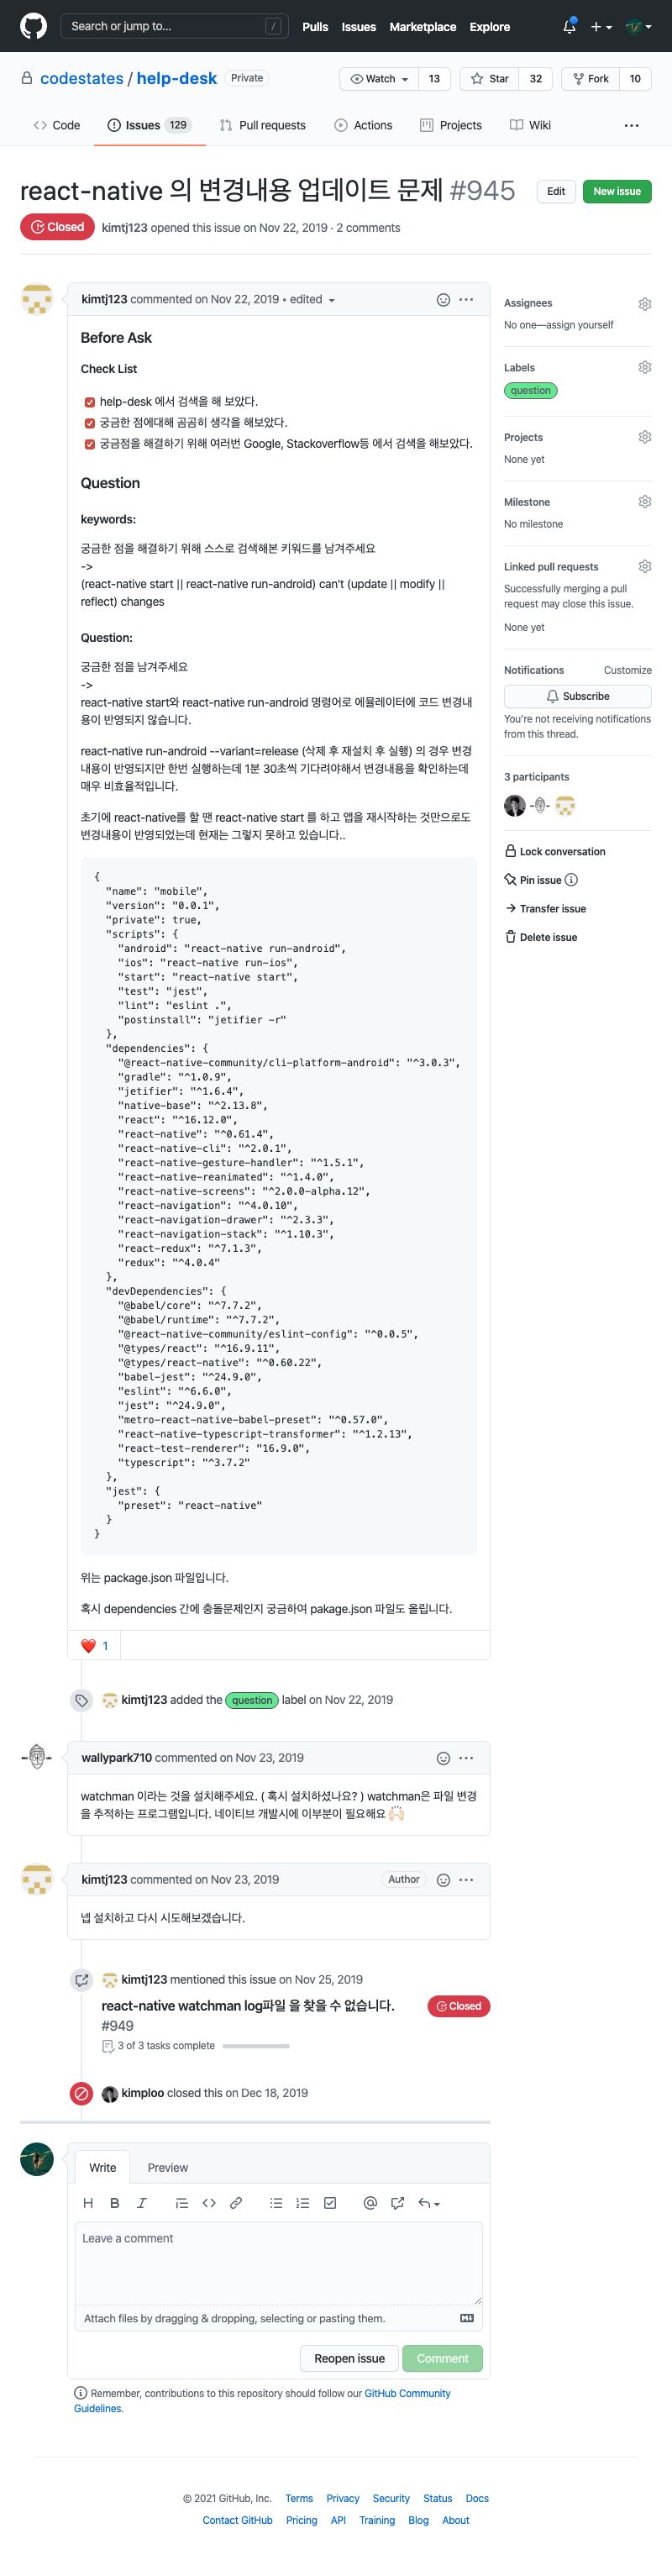 Search or jump to...
/
Pulls Issues Marketplace Explore
codestates / help-desk Private
Watch 13 Star 32 Fork 10
Code Issues 129 Pull requests Actions Projects Wiki
react-native 의 변경내용 업데이트 문제 #945
Edit New issue
Closed kimtj123 opened this issue on Nov 22, 2019 · 2 comments
kimtj123 commented on Nov 22, 2019 • edited
Before Ask
Check List
help-desk 에서 검색을 해 보았다.
궁금한 점에대해 곰곰히 생각을 해보았다.
궁금점을 해결하기 위해 여러번 Google, Stackoverflow등 에서 검색을 해보았다.
Question
keywords:
궁금한 점을 해결하기 위해 스스로 검색해본 키워드를 남겨주세요
->
(react-native start || react-native run-android) can't (update || modify ||
reflect) changes
Question:
궁금한 점을 남겨주세요
->
react-native start와 react-native run-android 명령어로 에뮬레이터에 코드 변경내
용이 반영되지 않습니다.
react-native run-android --variant=release (삭제 후 재설치 후 실행) 의 경우 변경
내용이 반영되지만 한번 실행하는데 1분 30초씩 기다려야해서 변경내용을 확인하는데
매우 비효율적입니다.
초기에 react-native를 할 땐 react-native start 를 하고 앱을 재시작하는 것만으로도
변경내용이 반영되었는데 현재는 그렇지 못하고 있습니다..
{
"name": "mobile",
"version": "0.0.1",
"private": true,
"scripts": {
"android": "react-native run-android",
"ios": "react-native run-ios",
"start": "react-native start",
"test": "jest",
"lint": "eslint .",
"postinstall": "jetifier -r"
},
"dependencies": {
"@react-native-community/cli-platform-android": "^3.0.3",
"gradle": "^1.0.9",
"jetifier": "^1.6.4",
"native-base": "^2.13.8",
"react": "^16.12.0",
"react-native": "^0.61.4",
"react-native-cli": "^2.0.1",
"react-native-gesture-handler": "^1.5.1",
"react-native-reanimated": "^1.4.0",
"react-native-screens": "^2.0.0-alpha.12",
"react-navigation": "^4.0.10",
"react-navigation-drawer": "^2.3.3",
"react-navigation-stack": "^1.10.3",
"react-redux": "^7.1.3",
"redux": "^4.0.4"
},
"devDependencies": {
"@babel/core": "^7.7.2",
"@babel/runtime": "^7.7.2",
"@react-native-community/eslint-config": "^0.0.5",
"@types/react": "^16.9.11",
"@types/react-native": "^0.60.22",
"babel-jest": "^24.9.0",
"eslint": "^6.6.0",
"jest": "^24.9.0",
"metro-react-native-babel-preset": "^0.57.0",
"react-native-typescript-transformer": "^1.2.13",
"react-test-renderer": "16.9.0",
"typescript": "^3.7.2"
},
"jest": {
"preset": "react-native"
}
}
위는 package.json 파일입니다.
혹시 dependencies 간에 충돌문제인지 궁금하여 pakage.json 파일도 올립니다.
1
kimtj123 added the question label on Nov 22, 2019
wallypark710 commented on Nov 23, 2019
watchman 이라는 것을 설치해주세요. ( 혹시 설치하셨나요? ) watchman은 파일 변경
을 추적하는 프로그램입니다. 네이티브 개발시에 이부분이 필요해요
kimtj123 commented on Nov 23, 2019 Author
넵 설치하고 다시 시도해보겠습니다.
kimtj123 mentioned this issue on Nov 25, 2019
react-native watchman log파일 을 찾을 수 없습니다. Closed
#949
3 of 3 tasks complete
kimploo closed this on Dec 18, 2019
Write Preview
H B I
Leave a comment
Attach files by dragging & dropping, selecting or pasting them.
Reopen issue Comment
Remember, contributions to this repository should follow our GitHub Community
Guidelines.
Assignees
No one—assign yourself
Labels
question
Projects
None yet
Milestone
No milestone
Linked pull requests
Successfully merging a pull
request may close this issue.
None yet
Notifications Customize
Subscribe
You're not receiving notifications
from this thread.
3 participants
Lock conversation
Pin issue
Transfer issue
Delete issue
© 2021 GitHub, Inc. Terms Privacy Security Status Docs
Contact GitHub Pricing API Training Blog About